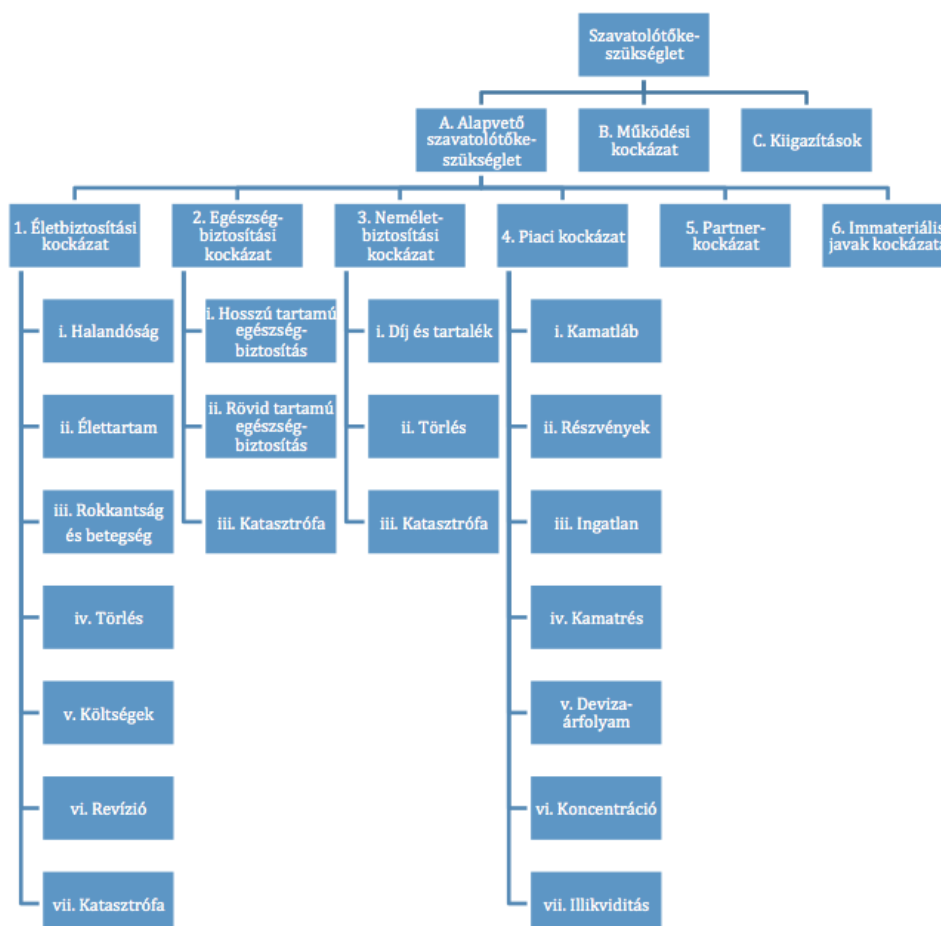 Szavatolótőke-
szükséglet
A. Alapvető
szavatolótőke-
szükséglet
B. Működési
kockázat
C. Kiigazítások
1. Életbiztosítási
kockázat
2. Egészség-
biztosítási
kockázat
3. Nemélet-
biztosítási
kockázat
4. Piaci kockázat
5. Partner-
kockázat
6. Immateriális
javak kockázata
i. Halandóság
ii. Élettartam
iii. Rokkantság
és betegség
iv. Törlés
v. Költségek
vi. Revízió
vii. Katasztrófa
i. Hosszú tartamú
egészség-
biztosítás
ii. Rövid tartamú
egészség-
biztosítás
iii. Katasztrófa
i. Díj és tartalék
ii. Törlés
iii. Katasztrófa
i. Kamatláb
ii. Részvények
iii. Ingatlan
iv. Kamatrés
v. Deviza-
árfolyam
vi. Koncentráció
vii. Illikviditás